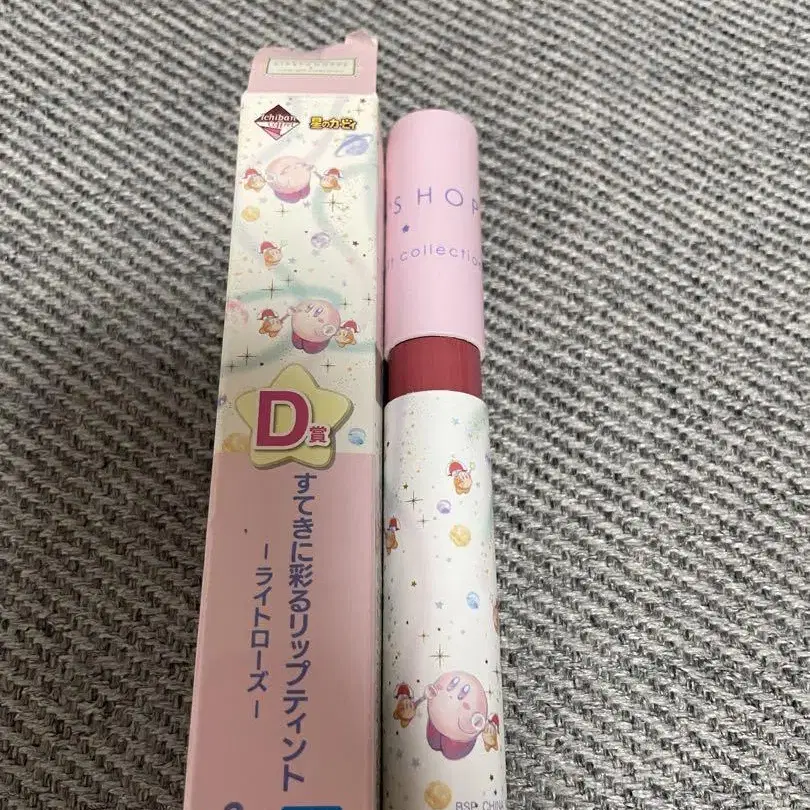 ichiban
KUJI
星のカービィ
D賞
すてきに彩るリップティント
－ライトローズ－
SHOP
collection
BSP CHINA